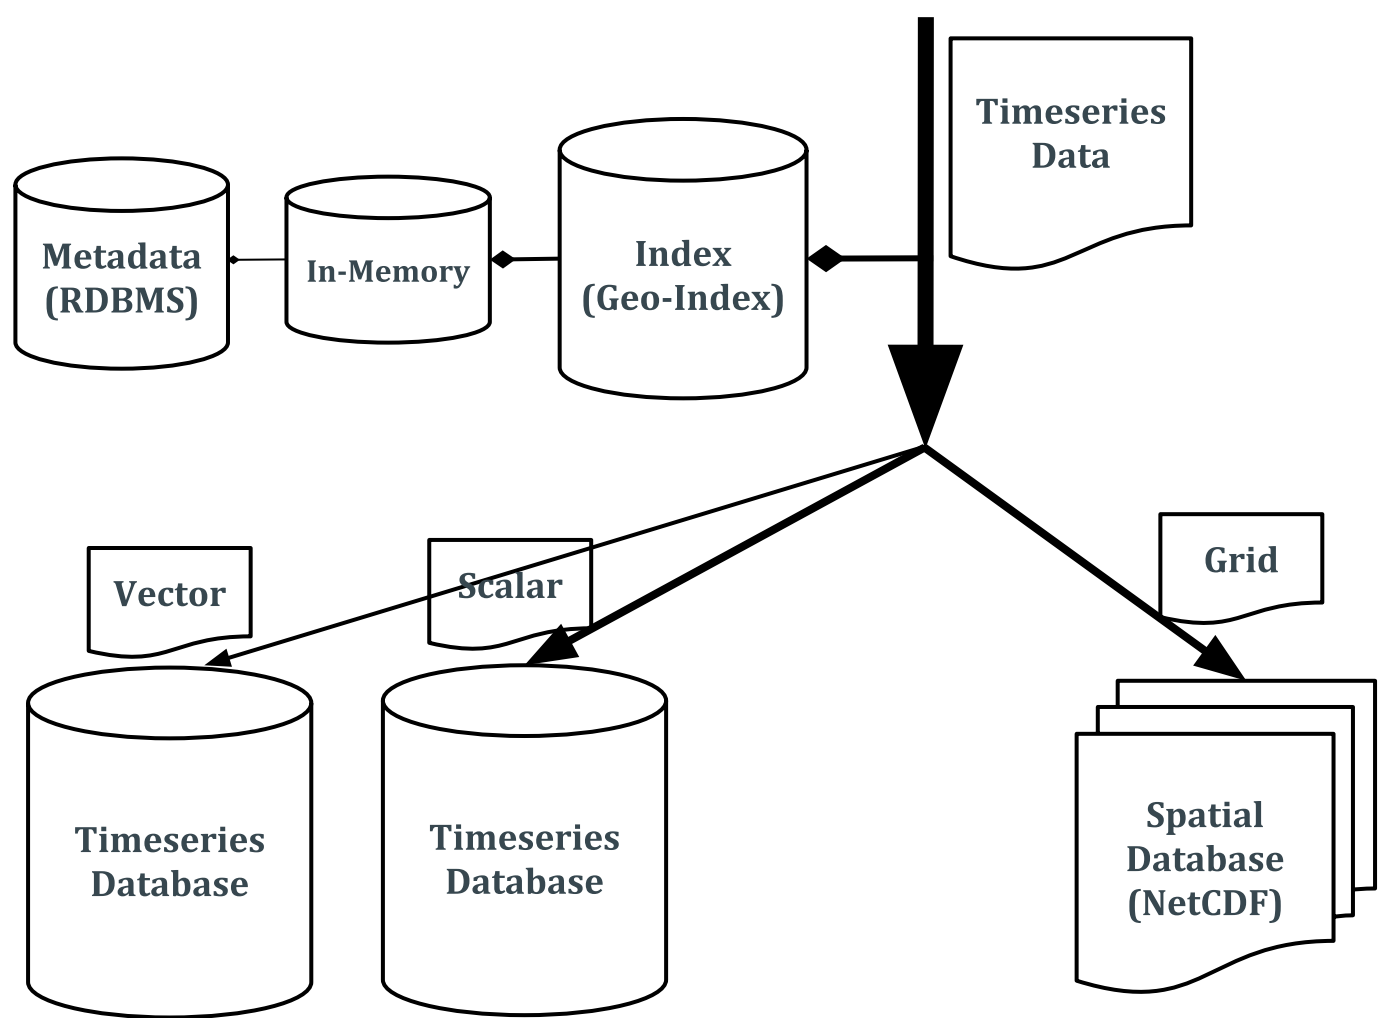 Timeseries
Data
Metadata
(RDBMS)
In-Memory
Index
(Geo-Index)
Vector
Scalar
Grid
Timeseries
Database
Timeseries
Database
Spatial
Database
(NetCDF)